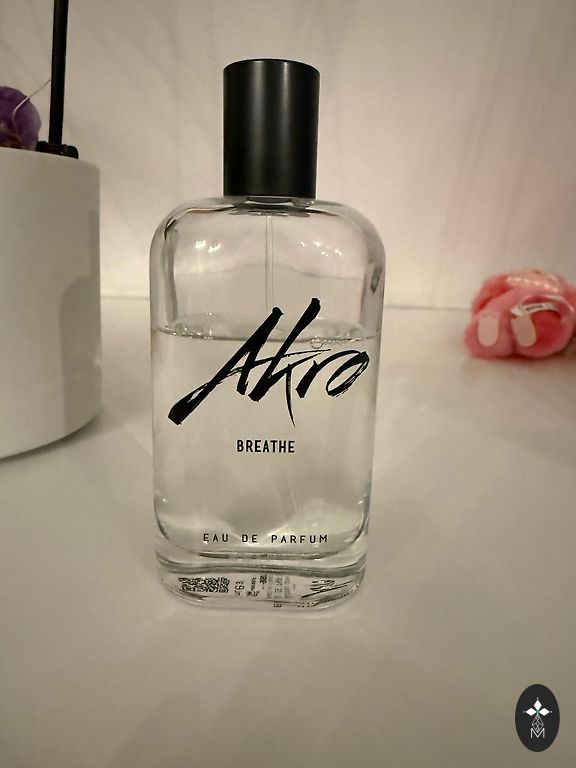 Akro
BREATHE
EAU DE PARFUM
M